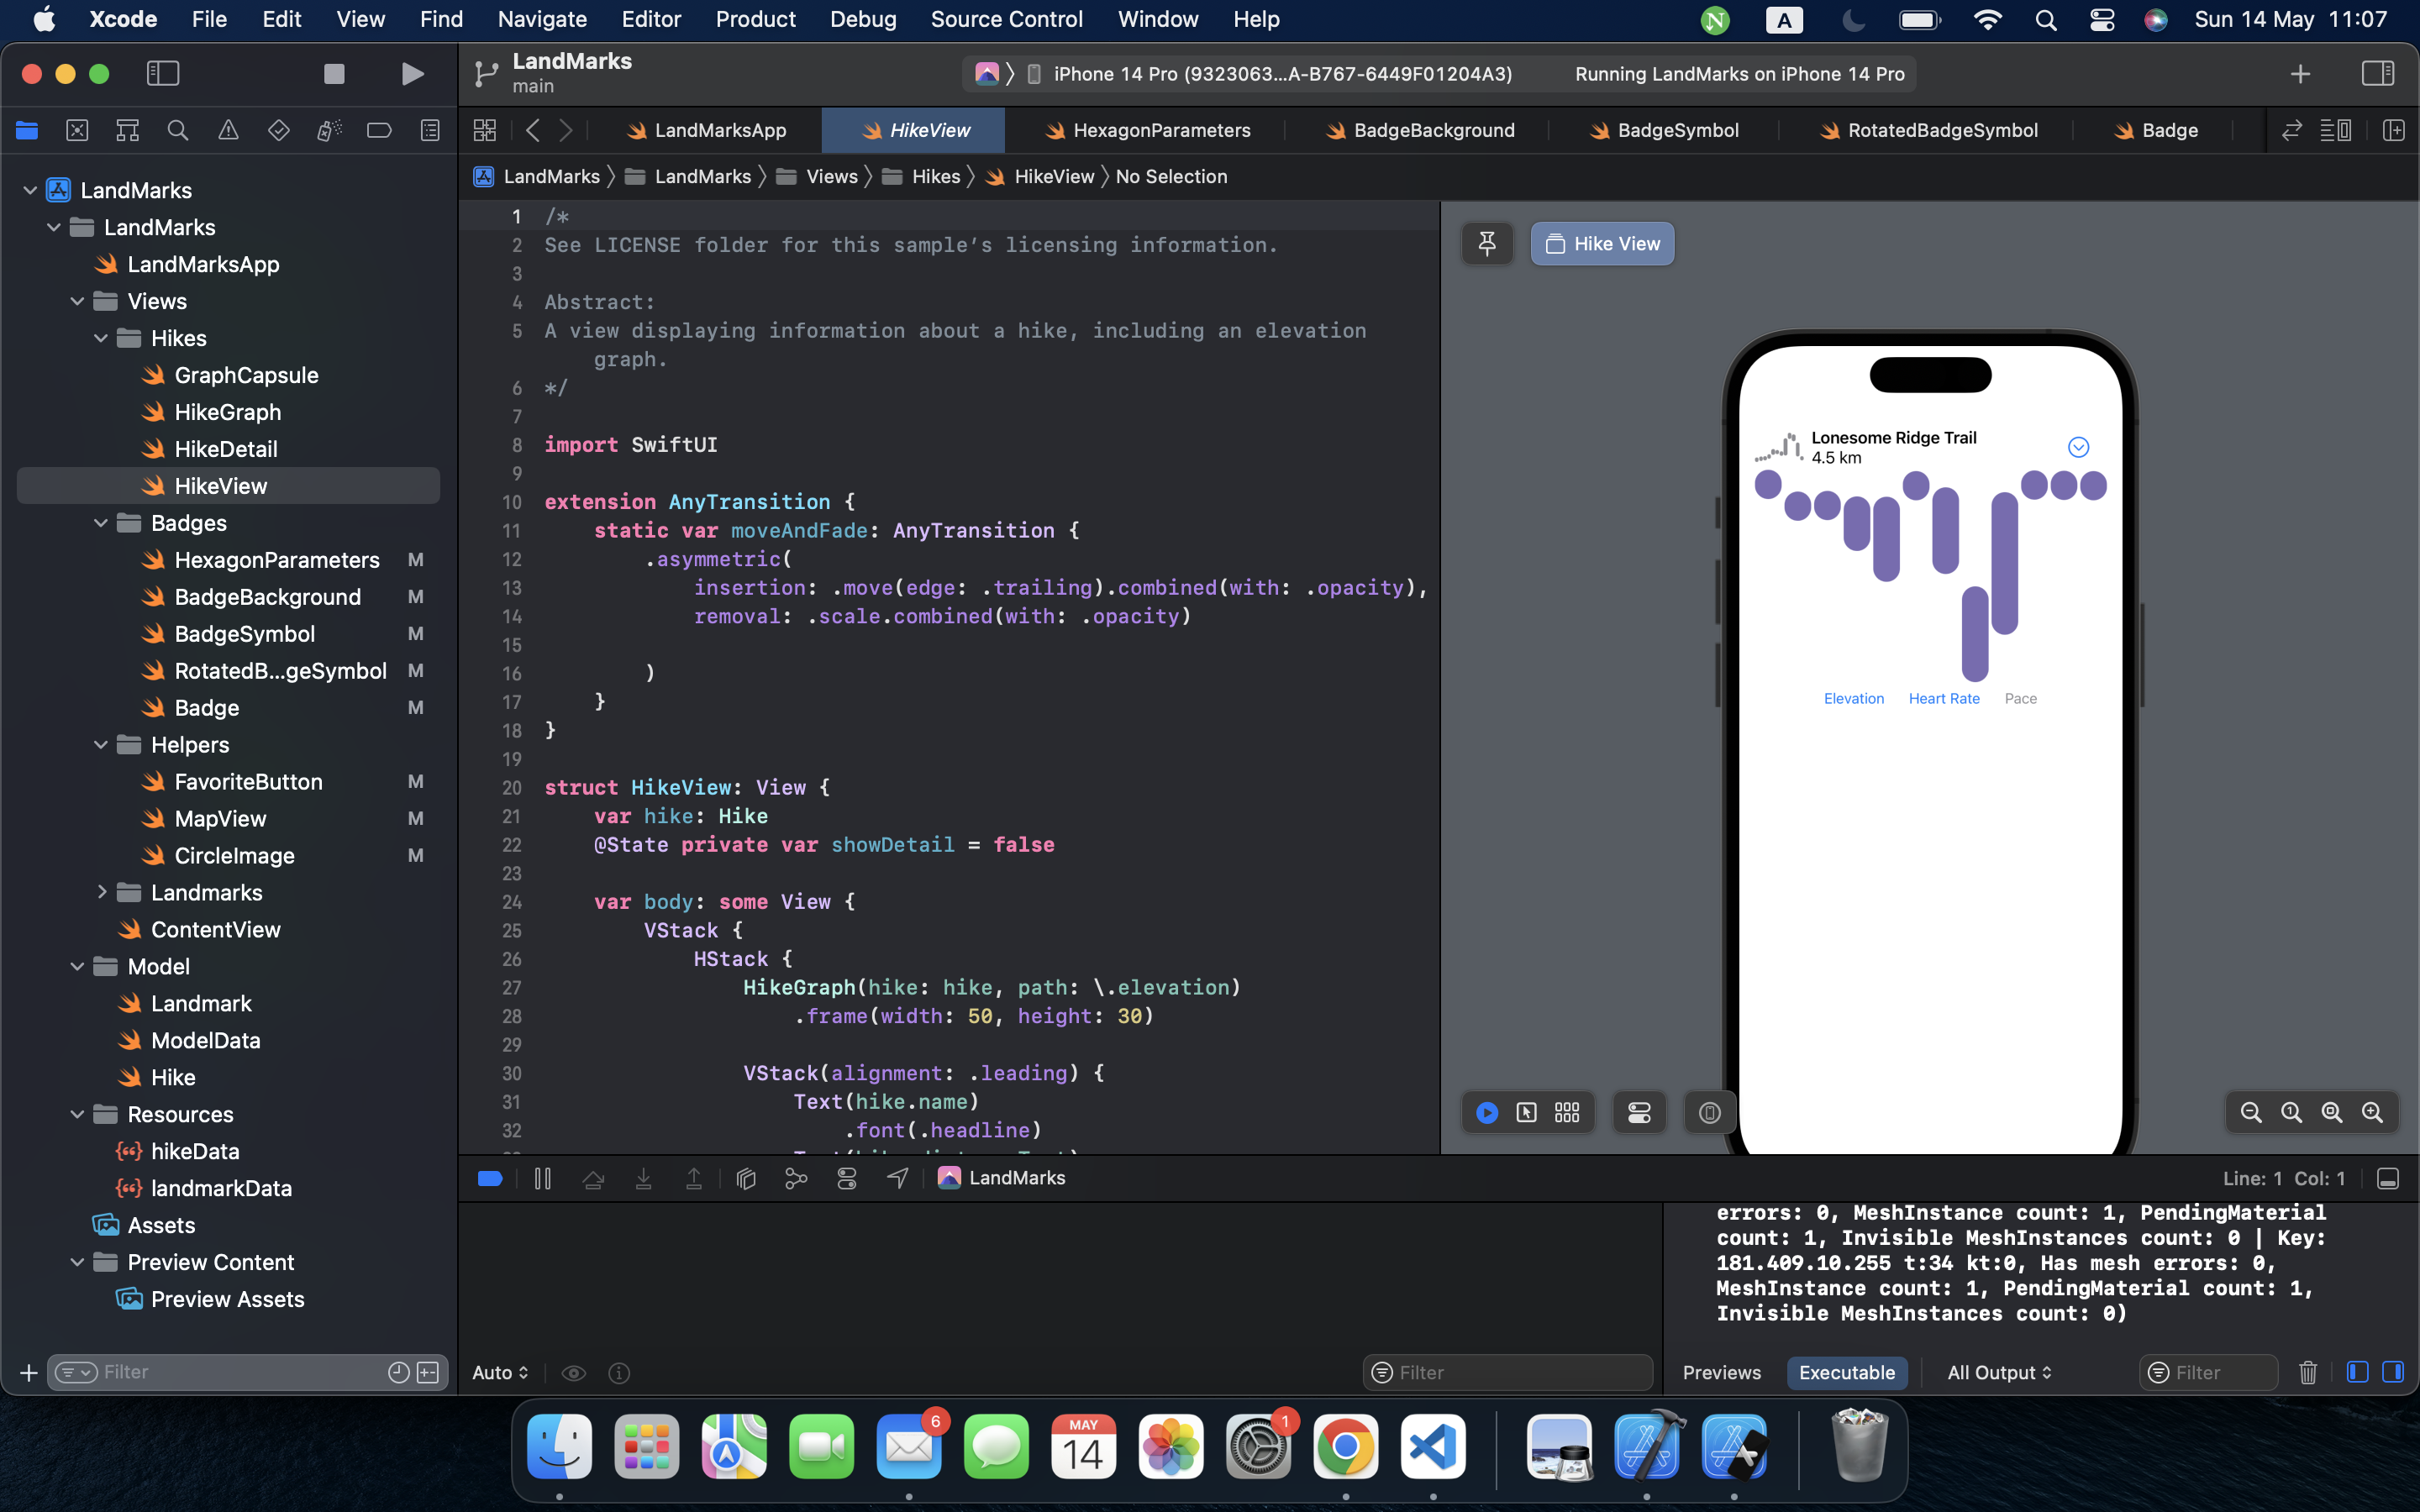 Xcode File Edit View Find Navigate Editor Product Debug Source Control Window Help
N A Sun 14 May 11:07
LandMarks
main
iPhone 14 Pro (9323063...A-B767-6449F01204A3) Running LandMarks on iPhone 14 Pro
LandMarksApp HikeView HexagonParameters BadgeBackground BadgeSymbol RotatedBadgeSymbol Badge
LandMarks LandMarks Views Hikes HikeView No Selection
LandMarks
LandMarks
LandMarksApp
Views
Hikes
GraphCapsule
HikeGraph
HikeDetail
HikeView
Badges
HexagonParameters M
BadgeBackground M
BadgeSymbol M
RotatedB...geSymbol M
Badge M
Helpers
FavoriteButton M
MapView M
CircleImage M
Landmarks
ContentView
Model
Landmark
ModelData
Hike
Resources
hikeData
landmarkData
Assets
Preview Content
Preview Assets
Filter
1 /*
2 See LICENSE folder for this sample’s licensing information.
3
4 Abstract:
5 A view displaying information about a hike, including an elevation
graph.
6 */
7
8 import SwiftUI
9
10 extension AnyTransition {
11 static var moveAndFade: AnyTransition {
12 .asymmetric(
13 insertion: .move(edge: .trailing).combined(with: .opacity),
14 removal: .scale.combined(with: .opacity)
15
16 )
17 }
18 }
19
20 struct HikeView: View {
21 var hike: Hike
22 @State private var showDetail = false
23
24 var body: some View {
25 VStack {
26 HStack {
27 HikeGraph(hike: hike, path: \.elevation)
28 .frame(width: 50, height: 30)
29
30 VStack(alignment: .leading) {
31 Text(hike.name)
32 .font(.headline)
Hike View
Lonesome Ridge Trail
4.5 km
Elevation Heart Rate Pace
LandMarks
Line: 1 Col: 1
errors: 0, MeshInstance count: 1, PendingMaterial
count: 1, Invisible MeshInstances count: 0 | Key:
181.409.10.255 t:34 kt:0, Has mesh errors: 0,
MeshInstance count: 1, PendingMaterial count: 1,
Invisible MeshInstances count: 0)
Auto Filter
Previews Executable All Output Filter
6
MAY
14
1